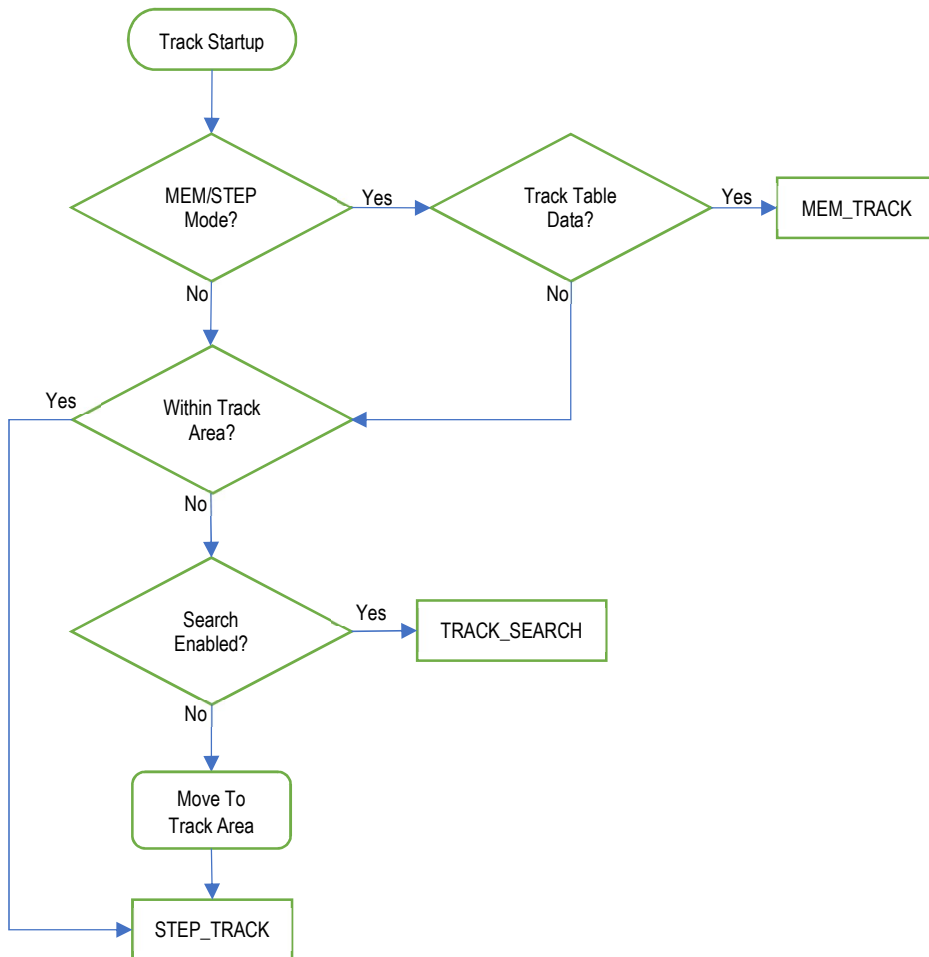 Track Startup
MEM/STEP
Mode?
Yes
Track Table
Data?
Yes
MEM_TRACK
No
No
Yes
Within Track
Area?
No
Search
Enabled?
Yes
TRACK_SEARCH
No
Move To
Track Area
STEP_TRACK